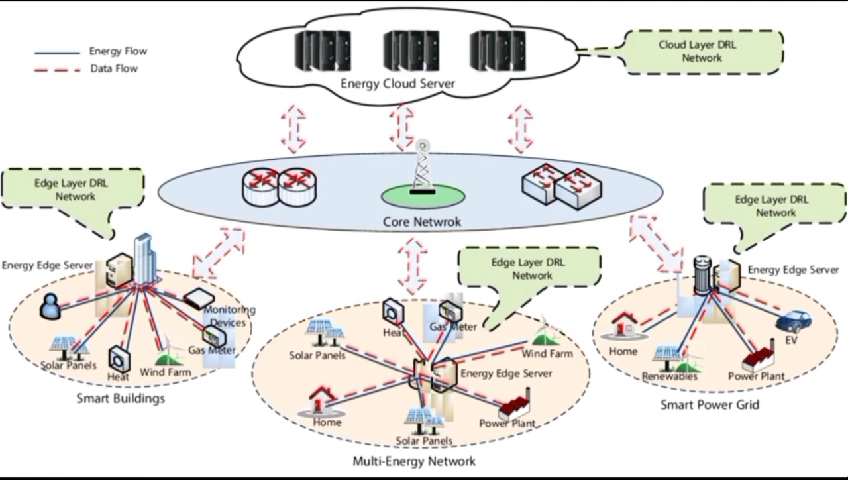 Energy Flow
Data Flow
Energy Cloud Server
Cloud Layer DRL
Network
Core Netwrok
Edge Layer DRL
Network
Energy Edge Server
Monitoring
Devices
Gas Meter
Solar Panels
Heat
Wind Farm
Smart Buildings
Edge Layer DRL
Network
Heat
Gas Meter
Solar Panels
Wind Farm
Energy Edge Server
Home
Solar Panels
Power Plant
Multi-Energy Network
Edge Layer DRL
Network
Energy Edge Server
Home
EV
Renewables
Power Plant
Smart Power Grid